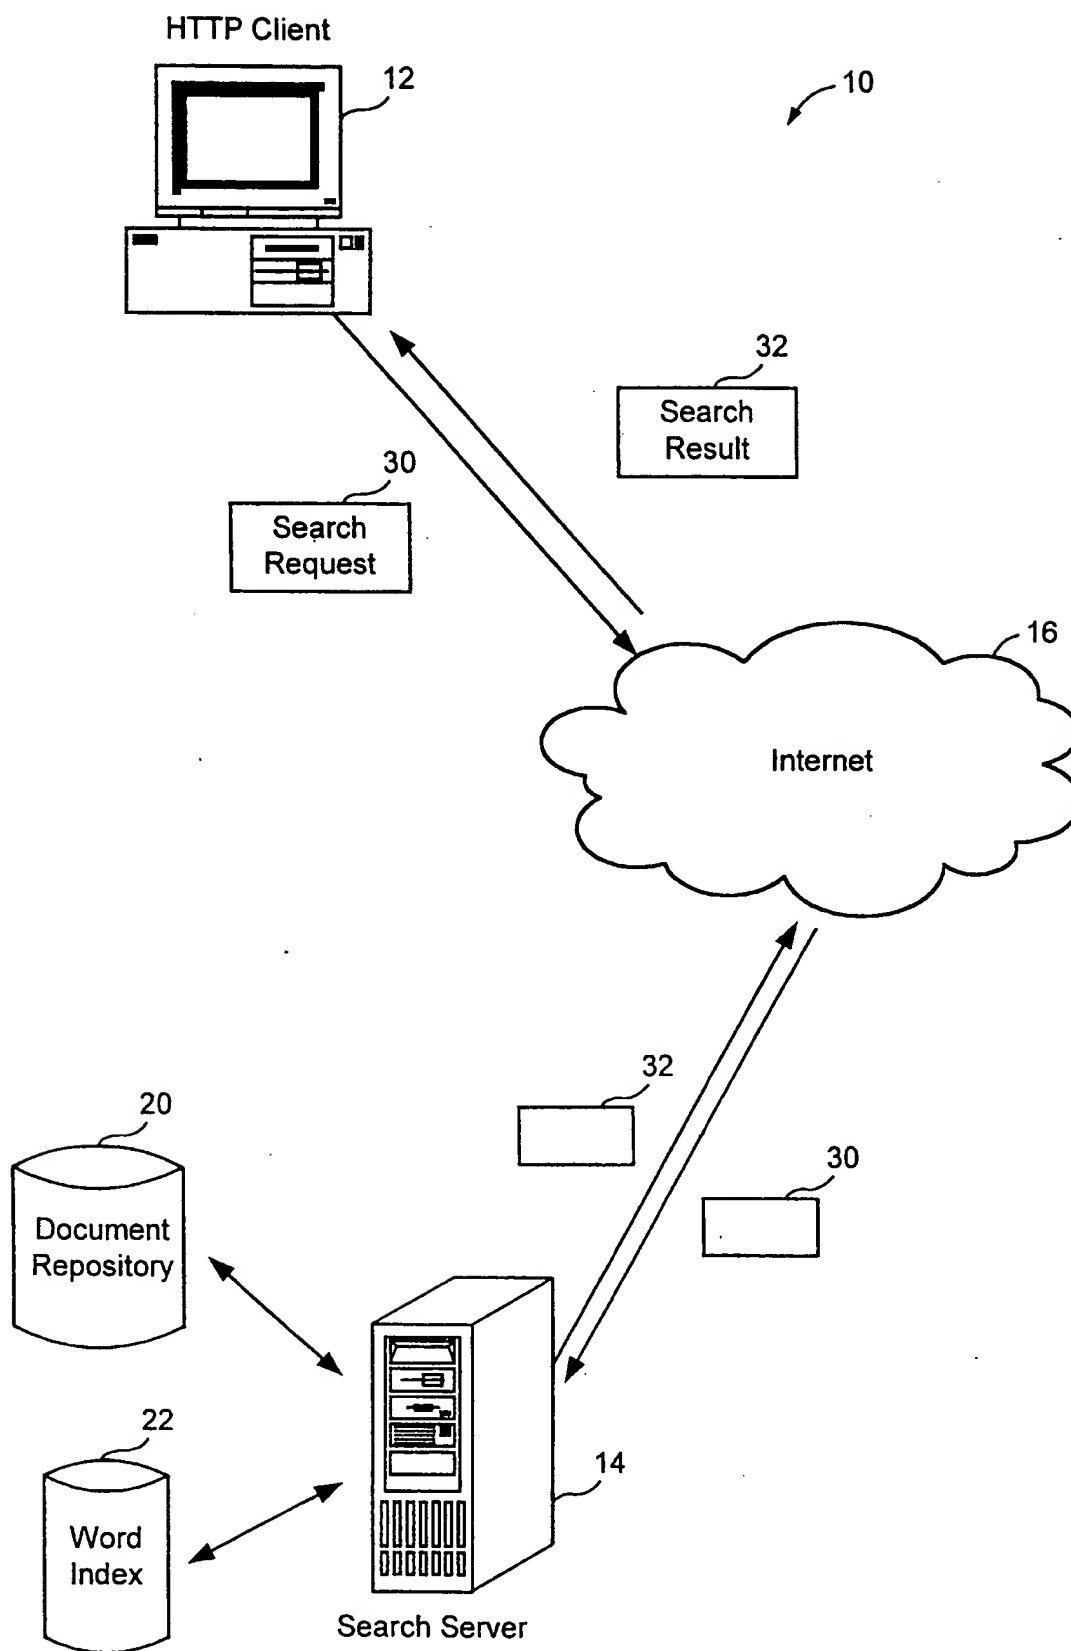 HTTP Client
12
10
32
Search
Result
30
Search
Request
16
Internet
32
30
20
Document
Repository
22
Word
Index
14
Search Server